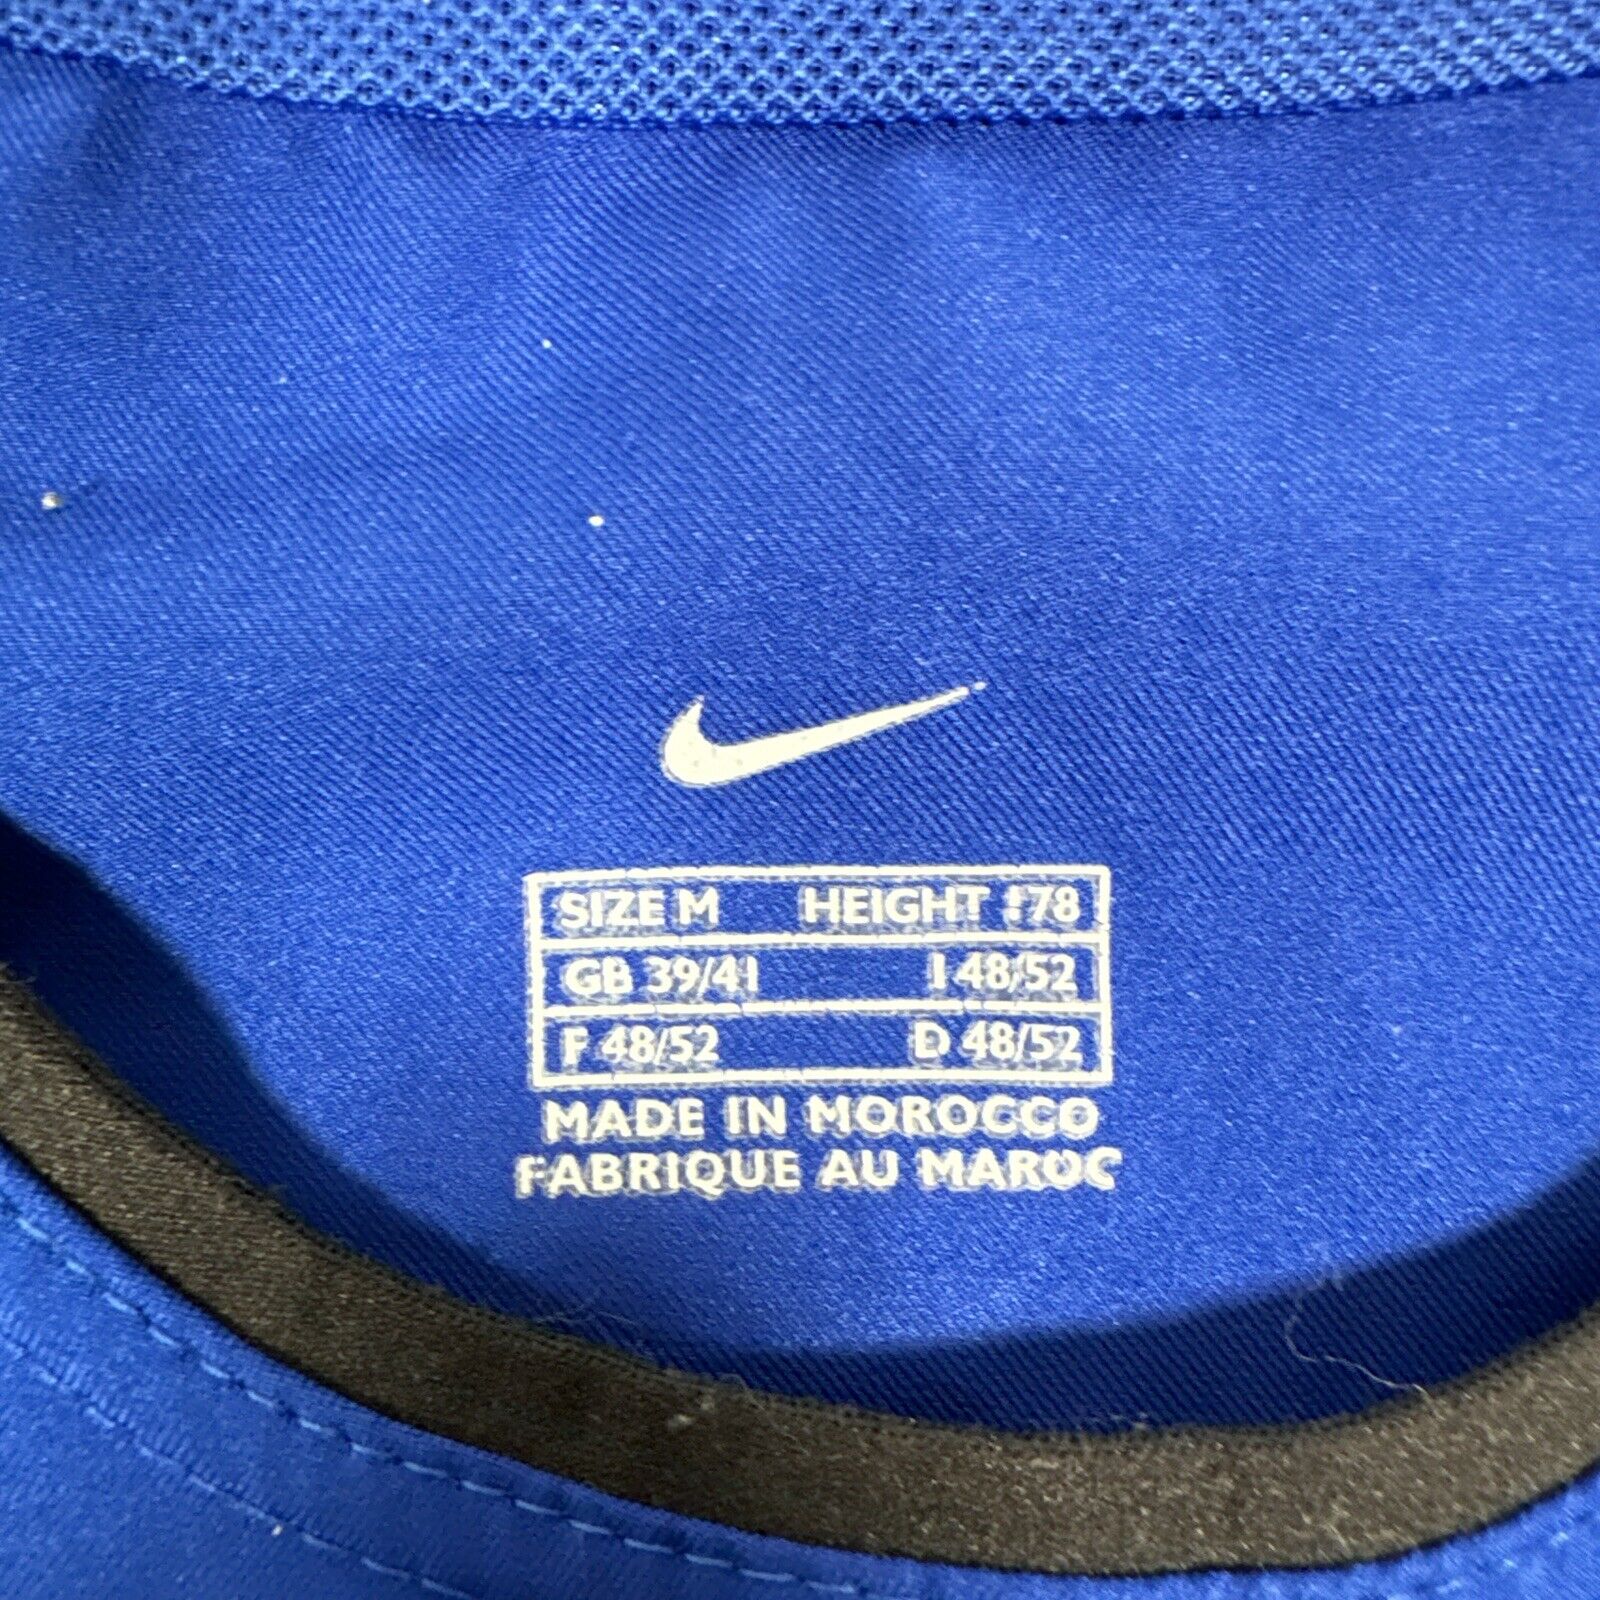 SIZE M HEIGHT 178
GB 39/41 I 48/52
F 48/52 D 48/52
MADE IN MOROCCO
FABRIQUE AU MAROC